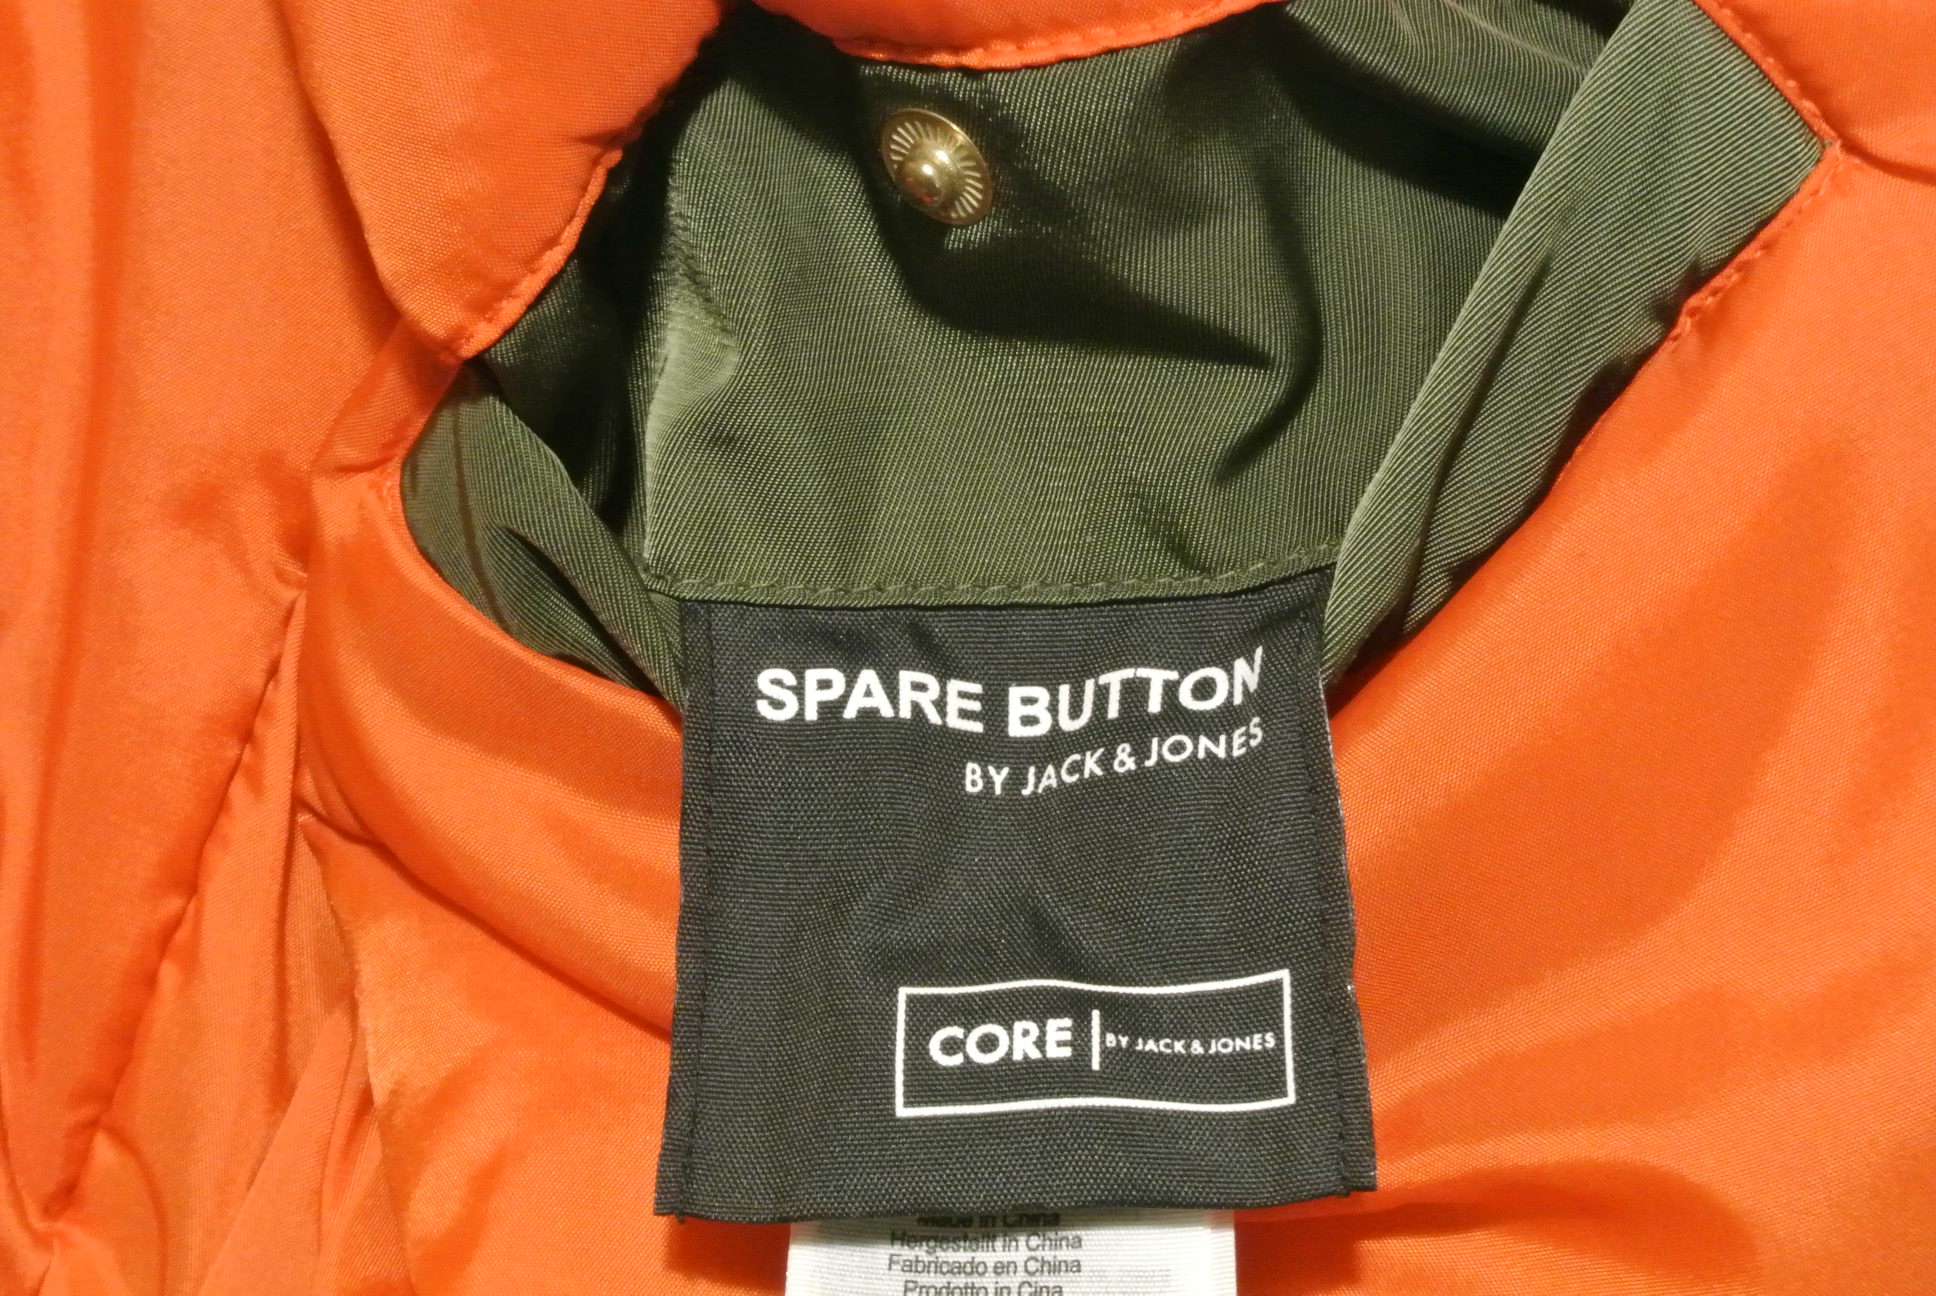 SPARE BUTTON
BY JACK & JONES
CORE | BY JACK & JONES
Made in China
Hergestellt in China
Fabricado en China
Prodotto in Cina